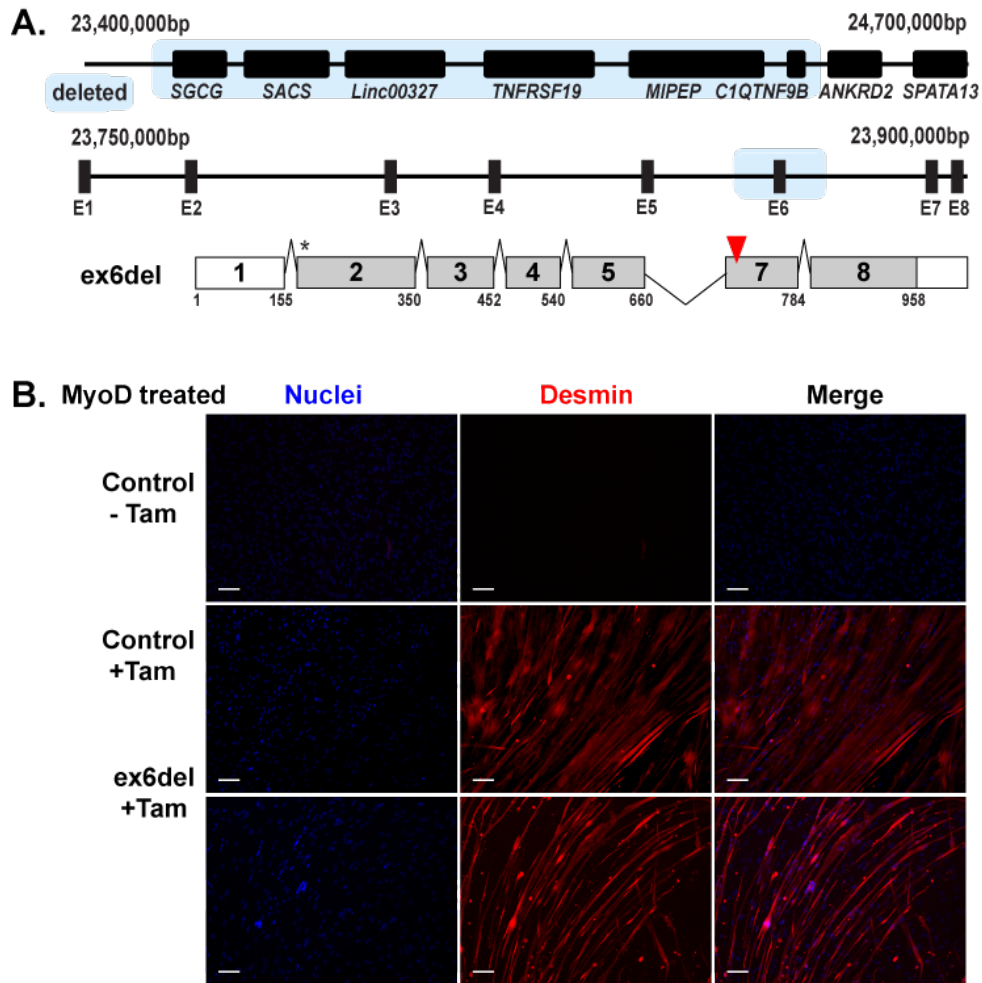 A.
23,400,000bp 24,700,000bp
deleted SGCG SACS Linc00327 TNFRSF19 MIPEP C1QTNF9B ANKRD2 SPATA13
23,750,000bp 23,900,000bp
E1 E2 E3 E4 E5 E6 E7 E8
*
ex6del 1 2 3 4 5 7 8
1 155 350 452 540 660 784 958
B. MyoD treated Nuclei Desmin Merge
Control
- Tam
Control
+Tam
ex6del
+Tam